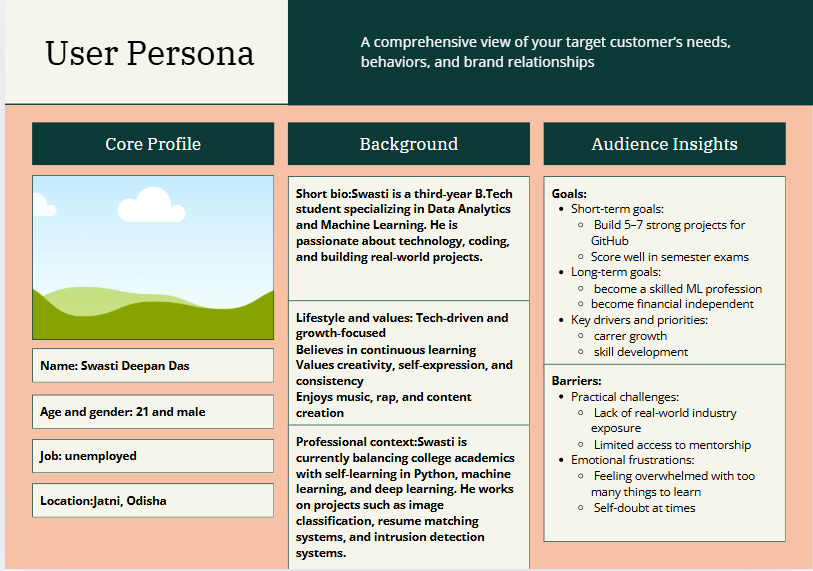 User Persona
A comprehensive view of your target customer's needs,
behaviors, and brand relationships
Core Profile
Name: Swasti Deepan Das
Age and gender: 21 and male
Job: unemployed
Location:Jatni, Odisha
Background
Short bio:Swasti is a third-year B.Tech
student specializing in Data Analytics
and Machine Learning. He is
passionate about technology, coding,
and building real-world projects.
Lifestyle and values: Tech-driven and
growth-focused
Believes in continuous learning
Values creativity, self-expression, and
consistency
Enjoys music, rap, and content
creation
Professional context:Swasti is
currently balancing college academics
with self-learning in Python, machine
learning, and deep learning. He works
on projects such as image
classification, resume matching
systems, and intrusion detection
systems.
Audience Insights
Goals:
• Short-term goals:
◦ Build 5–7 strong projects for
GitHub
◦ Score well in semester exams
• Long-term goals:
◦ become a skilled ML profession
◦ become financial independent
• Key drivers and priorities:
◦ carrer growth
◦ skill development
Barriers:
• Practical challenges:
◦ Lack of real-world industry
exposure
◦ Limited access to mentorship
• Emotional frustrations:
◦ Feeling overwhelmed with too
many things to learn
◦ Self-doubt at times